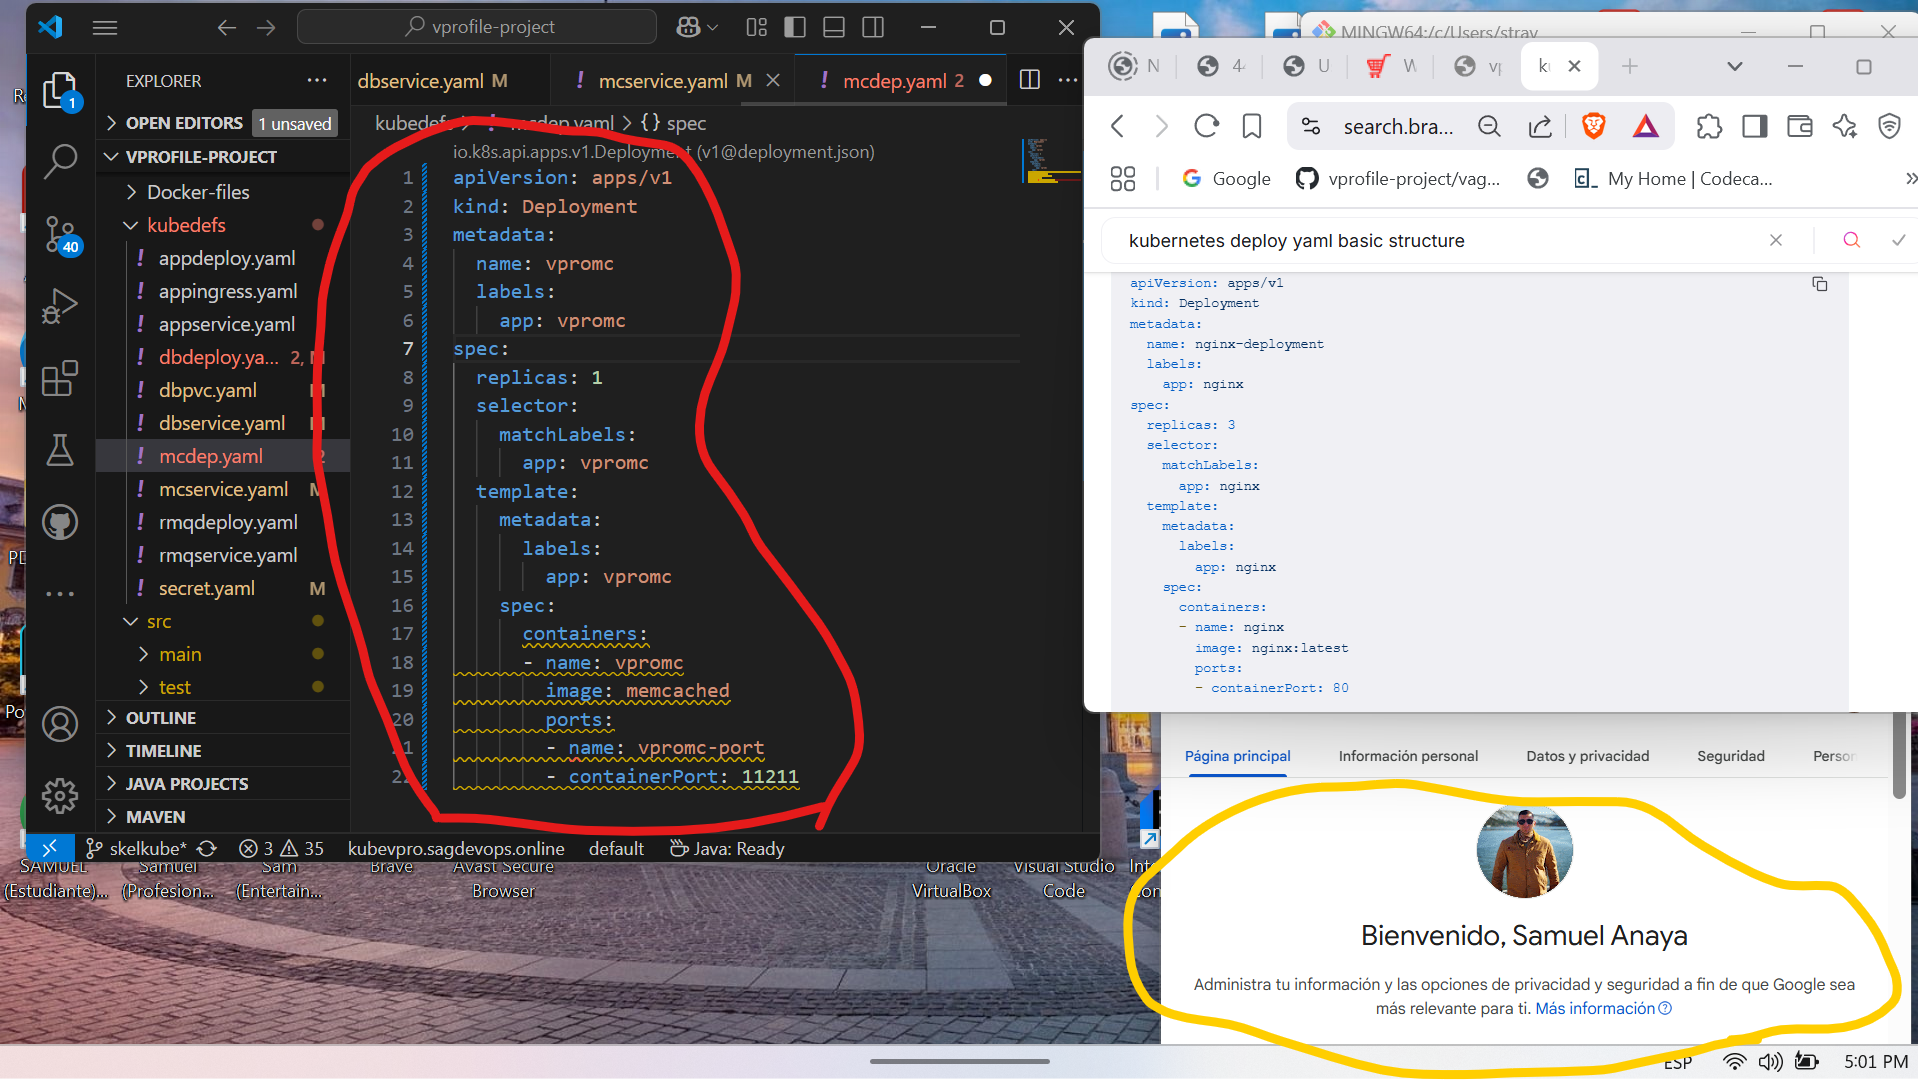 vprofile-project
MINGW64:/c/Users/strav
EXPLORER
OPEN EDITORS
1 unsaved
VPROFILE-PROJECT
Docker-files
kubedefs
appdeploy.yaml
appingress.yaml
appservice.yaml
dbdeploy.ya... 2, M
dbpvc.yaml M
dbservice.yaml M
mcdep.yaml 2
mcservice.yaml M
rmqdeploy.yaml
rmqservice.yaml
secret.yaml M
src
main
test
OUTLINE
TIMELINE
JAVA PROJECTS
MAVEN
1
40
dbservice.yaml M
! mcservice.yaml M
! mcdep.yaml 2
kubedefs > ! mcdep.yaml > {} spec
io.k8s.api.apps.v1.Deployment (v1@deployment.json)
1 apiVersion: apps/v1
2 kind: Deployment
3 metadata:
4 name: vpromc
5 labels:
6 app: vpromc
7 spec:
8 replicas: 1
9 selector:
10 matchLabels:
11 app: vpromc
12 template:
13 metadata:
14 labels:
15 app: vpromc
16 spec:
17 containers:
18 - name: vpromc
19 image: memcached
20 ports:
21 - name: vpromc-port
22 - containerPort: 11211
skelkube* 3 35 kubevpro.sagdevops.online default Java: Ready
SAMUEL
(Estudiante)...
Samuel
(Profesion...
Sam
(Entertain...
Brave
Avast Secure
Browser
Oracle
VirtualBox
Visual Studio
Code
search.bra...
Google
vprofile-project/vag...
My Home | Codeca...
kubernetes deploy yaml basic structure
apiVersion: apps/v1
kind: Deployment
metadata:
name: nginx-deployment
labels:
app: nginx
spec:
replicas: 3
selector:
matchLabels:
app: nginx
template:
metadata:
labels:
app: nginx
spec:
containers:
- name: nginx
image: nginx:latest
ports:
- containerPort: 80
Página principal
Información personal
Datos y privacidad
Seguridad
Person
Bienvenido, Samuel Anaya
Administra tu información y las opciones de privacidad y seguridad a fin de que Google sea
más relevante para ti. Más información
ESP
5:01 PM